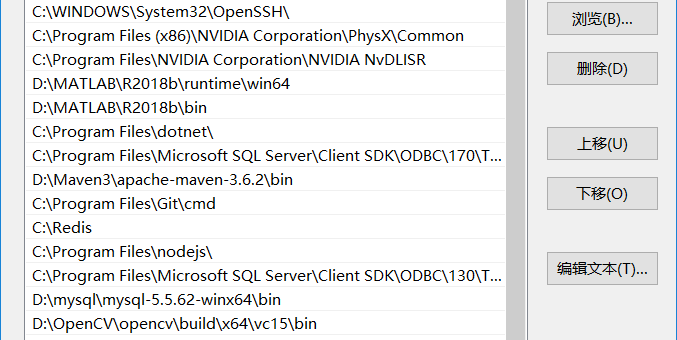 C:\WINDOWS\System32\OpenSSH\
C:\Program Files (x86)\NVIDIA Corporation\PhysX\Common
C:\Program Files\NVIDIA Corporation\NVIDIA NvDLISR
D:\MATLAB\R2018b\runtime\win64
D:\MATLAB\R2018b\bin
C:\Program Files\dotnet\
C:\Program Files\Microsoft SQL Server\Client SDK\ODBC\170\T...
D:\Maven3\apache-maven-3.6.2\bin
C:\Program Files\Git\cmd
C:\Redis
C:\Program Files\nodejs\
C:\Program Files\Microsoft SQL Server\Client SDK\ODBC\130\T...
D:\mysql\mysql-5.5.62-winx64\bin
D:\OpenCV\opencv\build\x64\vc15\bin
浏览(B)...
删除(D)
上移(U)
下移(O)
编辑文本(T)...